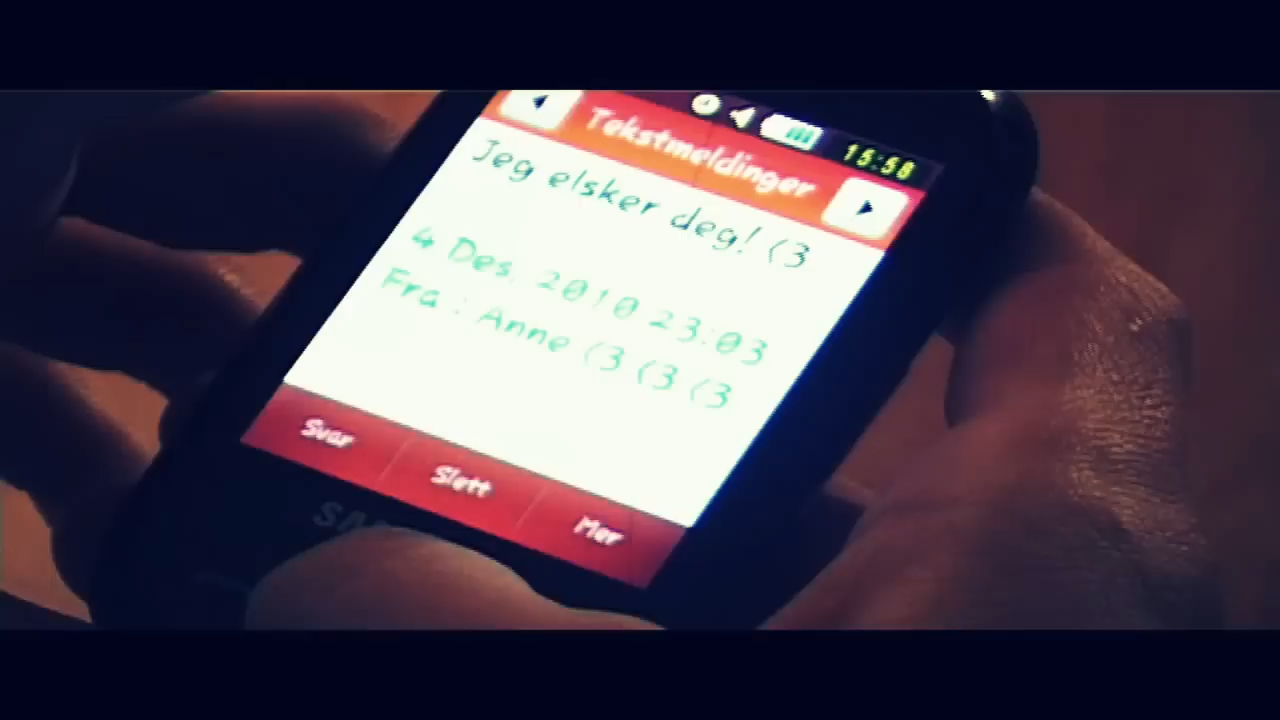 15:58
Tekstmeldinger
Jeg elsker deg! (3
4 Des. 2010 23:03
Fra : Anne (3 (3 (3
Svar Slett Mer